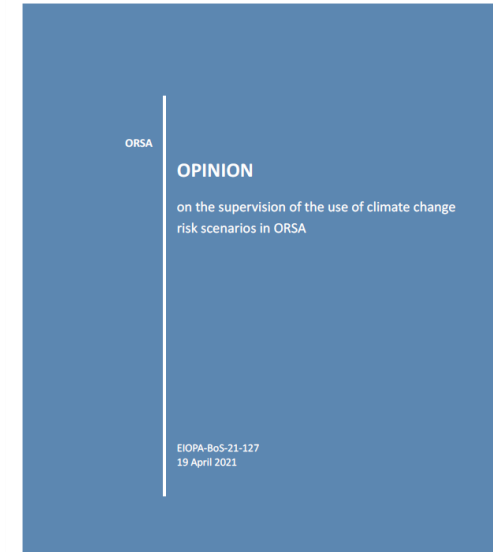 ORSA
OPINION
on the supervision of the use of climate change
risk scenarios in ORSA
EIOPA-BoS-21-127
19 April 2021